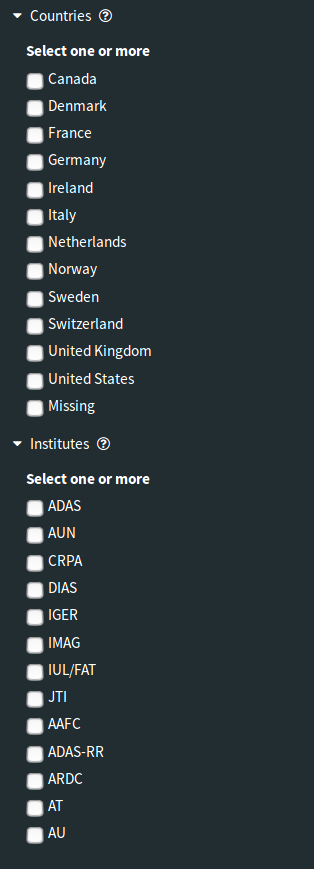 Countries
Select one or more
Canada
Denmark
France
Germany
Ireland
Italy
Netherlands
Norway
Sweden
Switzerland
United Kingdom
United States
Missing
Institutes
Select one or more
ADAS
AUN
CRPA
DIAS
IGER
IMAG
IUL/FAT
JTI
AAFC
ADAS-RR
ARDC
AT
AU